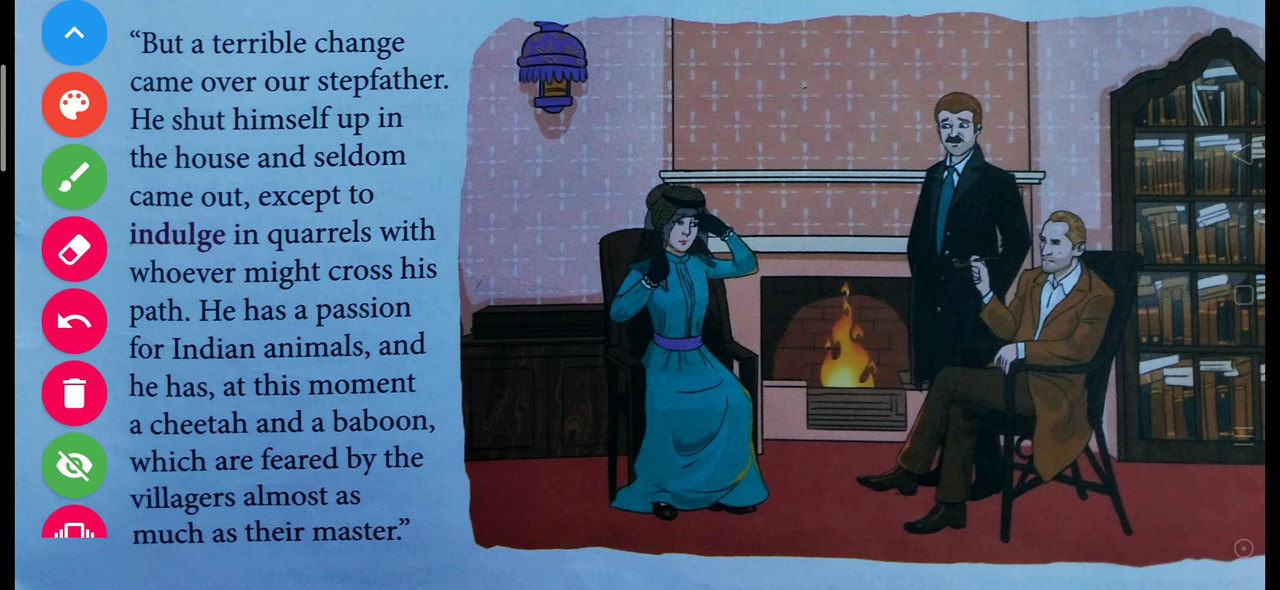 “But a terrible change
came over our stepfather.
He shut himself up in
the house and seldom
came out, except to
indulge in quarrels with
whoever might cross his
path. He has a passion
for Indian animals, and
he has, at this moment
a cheetah and a baboon,
which are feared by the
villagers almost as
much as their master.”